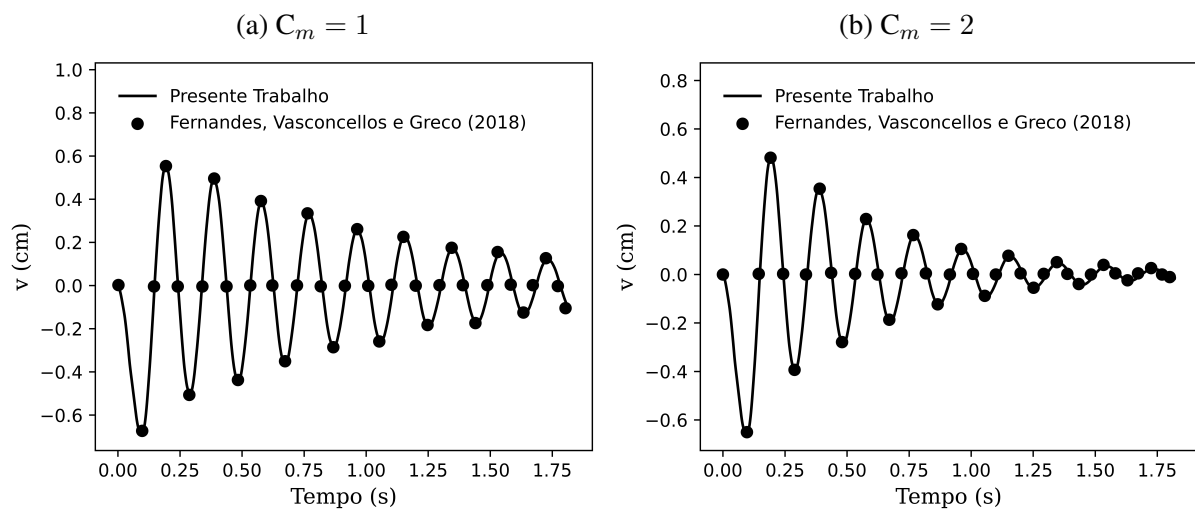 (a) C_m = 1
1.0
0.8
0.6
0.4
0.2
0.0
−0.2
−0.4
−0.6
v (cm)
Presente Trabalho
Fernandes, Vasconcellos e Greco (2018)
0.00 0.25 0.50 0.75 1.00 1.25 1.50 1.75
Tempo (s)
(b) C_m = 2
0.8
0.6
0.4
0.2
0.0
−0.2
−0.4
−0.6
v (cm)
Presente Trabalho
Fernandes, Vasconcellos e Greco (2018)
0.00 0.25 0.50 0.75 1.00 1.25 1.50 1.75
Tempo (s)